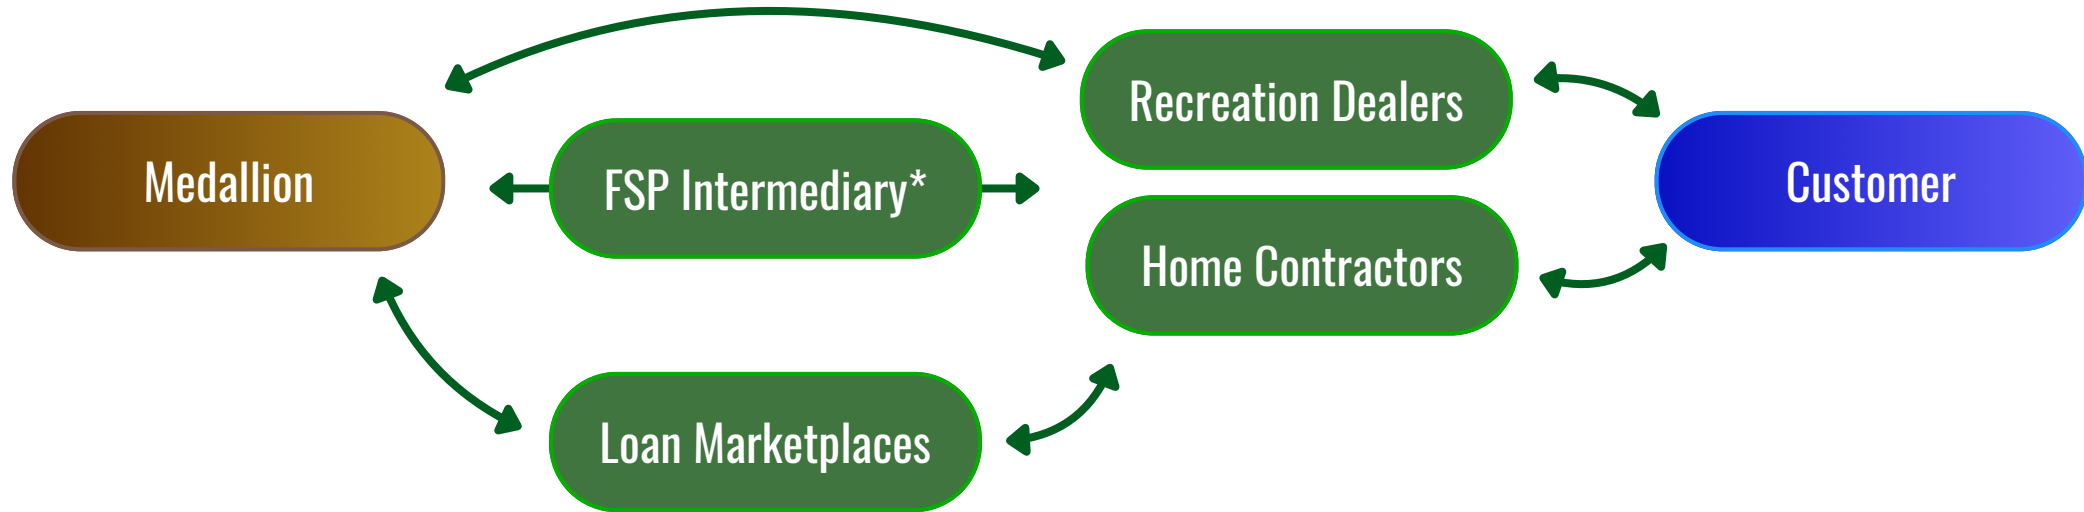 Recreation Dealers
Medallion
FSP Intermediary*
Customer
Home Contractors
Loan Marketplaces